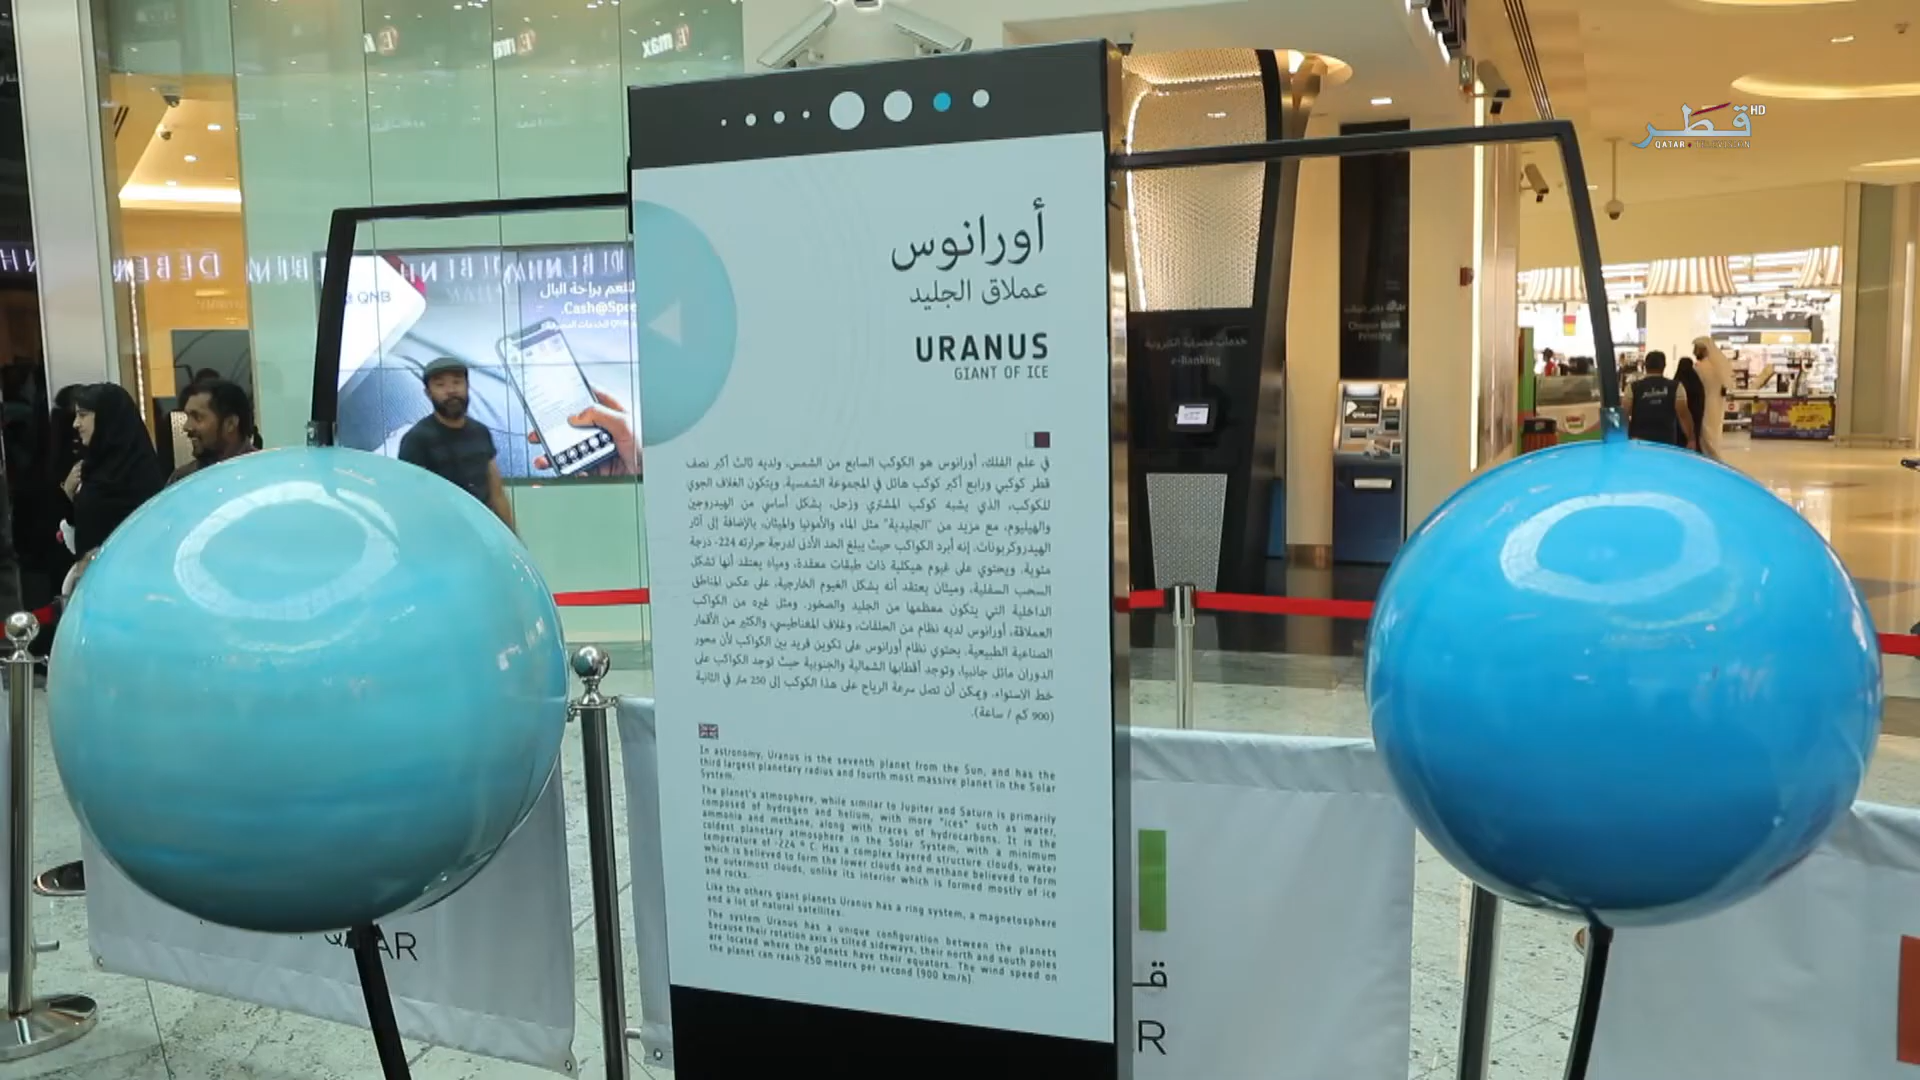 قطر HD
QATAR TELEVISION
Emax
QNB
Cash@Spee
e-Banking
Cheque Book
Printing
أورانوس
عملاق الجليد
URANUS
GIANT OF ICE
في علم الفلك، أورانوس هو الكوكب السابع من الشمس، ولديه ثالث أكبر نصف
قطر كوكبي ورابع أكبر كوكب هائل في المجموعة الشمسية. ويتكون الغلاف الجوي
للكوكب، الذي يشبه كوكب المشتري وزحل، بشكل أساسي من الهيدروجين
والهيليوم، مع مزيد من "الجليدية" مثل الماء والأمونيا والميثان، بالإضافة إلى آثار
الهيدروكربونات. إنه أبرد الكواكب حيث يبلغ الحد الأدنى لدرجة حرارته 224- درجة
مئوية. ويحتوي على غيوم هيكلية ذات طبقات معقدة، ومياه يعتقد أنها تشكل
السحب السفلية، وميثان يعتقد أنه يشكل الغيوم الخارجية، على عكس المناطق
الداخلية التي يتكون معظمها من الجليد والصخور. ومثل غيره من الكواكب
العملاقة، أورانوس لديه نظام من الحلقات، وغلاف المغناطيسي، والكثير من الأقمار
الصناعية الطبيعية. يحتوي نظام أورانوس على تكوين فريد بين الكواكب لأن محور
الدوران مائل جانبيا، وتوجد أقطابها الشمالية والجنوبية حيث توجد الكواكب على
خط الاستواء. ويمكن أن تصل سرعة الرياح على هذا الكوكب إلى 250 متر في الثانية
(900 كم / ساعة).
In astronomy, Uranus is the seventh planet from the Sun, and has the
third largest planetary radius and fourth most massive planet in the Solar
System.
The planet's atmosphere, while similar to Jupiter and Saturn is primarily
composed of hydrogen and helium, with more "ices" such as water,
ammonia and methane, along with traces of hydrocarbons. It is the
coldest planetary atmosphere in the Solar System, with a minimum
temperature of -224 º C. Has a complex layered structure clouds, water
which is believed to form the lower clouds and methane believed to form
the outermost clouds, unlike its interior which is formed mostly of ice
and rocks.
Like the others giant planets Uranus has a ring system, a magnetosphere
and a lot of natural satellites.
The system Uranus has a unique configuration between the planets
because their rotation axis is tilted sideways, their north and south poles
are located where the planets have their equators. The wind speed on
the planet can reach 250 meters per second (900 km/h).